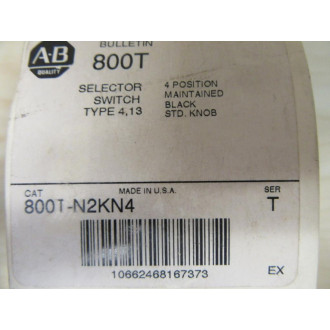 A-B
QUALITY
BULLETIN
800T
SELECTOR
SWITCH
TYPE 4,13
4 POSITION
MAINTAINED
BLACK
STD. KNOB
CAT
MADE IN U.S.A.
SER
800T-N2KN4
T
10662468167373
EX